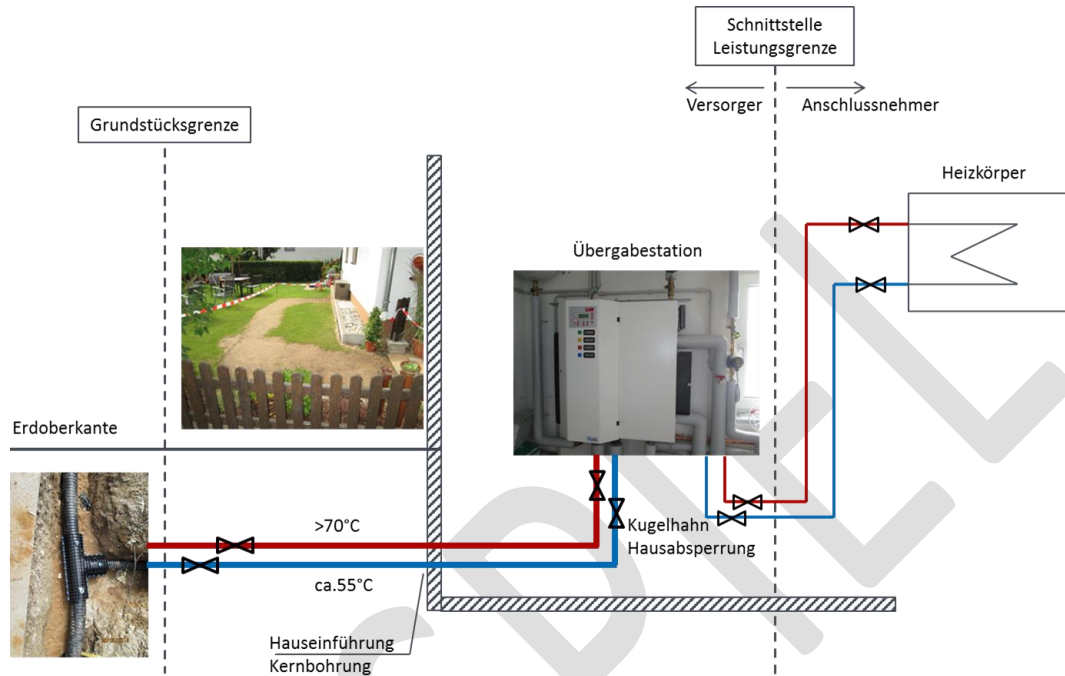 Schnittstelle
Leistungsgrenze
Versorger
Anschlussnehmer
Grundstücksgrenze
Heizkörper
Übergabestation
Erdoberkante
>70°C
Kugelhahn
Hausabsperrung
ca.55°C
Hauseinführung
Kernbohrung